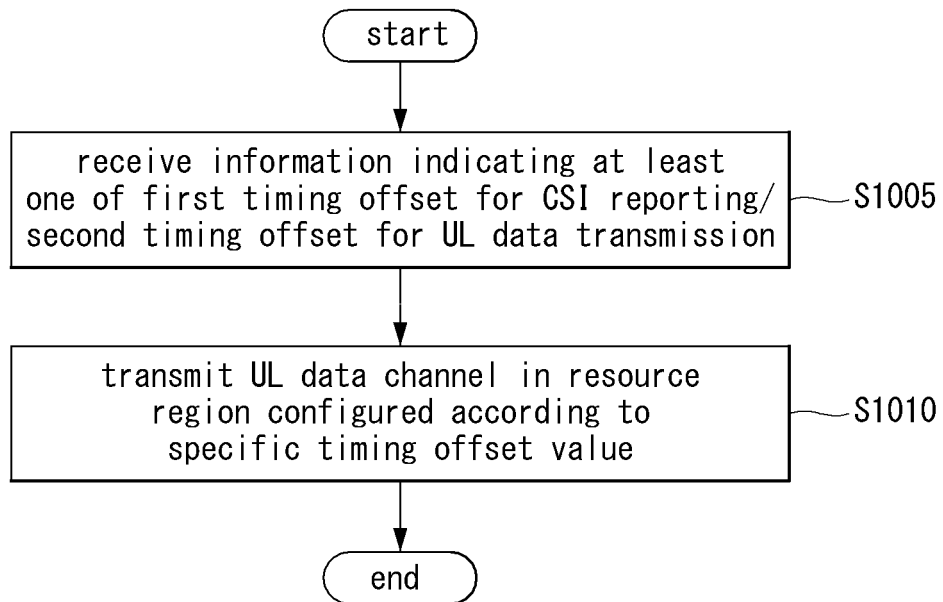 start
receive information indicating at least
one of first timing offset for CSI reporting/
second timing offset for UL data transmission
S1005
transmit UL data channel in resource
region configured according to
specific timing offset value
S1010
end